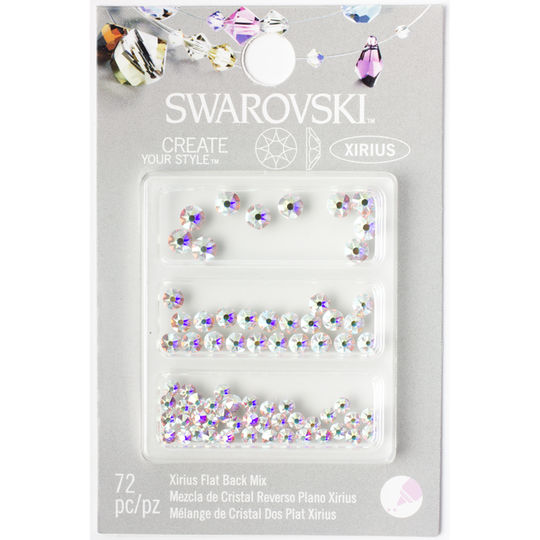 SWAROVSKI™
CREATE
YOUR STYLE™
XIRIUS
72
pc/pz
Xirius Flat Back Mix
Mezcla de Cristal Reverso Plano Xirius
Mélange de Cristal Dos Plat Xirius